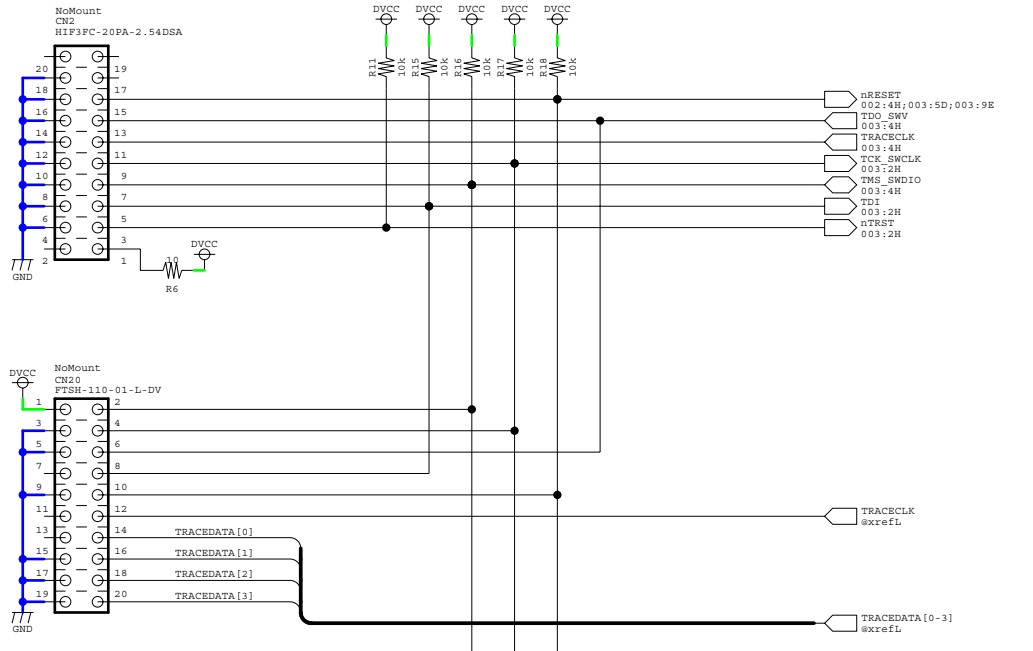 NoMount
CN2
HIF3FC-20PA-2.54DSA
DVCC
DVCC
DVCC
DVCC
DVCC
R11
10k
R15
10k
R16
10k
R17
10k
R18
10k
20
19
18
17
16
15
14
13
12
11
10
9
8
7
6
5
4
3
2
1
GND
DVCC
10
R6
nRESET
002:4H;003:5D;003:9E
TDO_SWV
003:4H
TRACECLK
003:4H
TCK_SWCLK
003:2H
TMS_SWDIO
003:4H
TDI
003:2H
nTRST
003:2H
NoMount
CN20
FTSH-110-01-L-DV
DVCC
1
2
3
4
5
6
7
8
9
10
11
12
13
14
15
16
17
18
19
20
GND
TRACEDATA[0]
TRACEDATA[1]
TRACEDATA[2]
TRACEDATA[3]
TRACECLK
@xrefL
TRACEDATA[0-3]
@xrefL